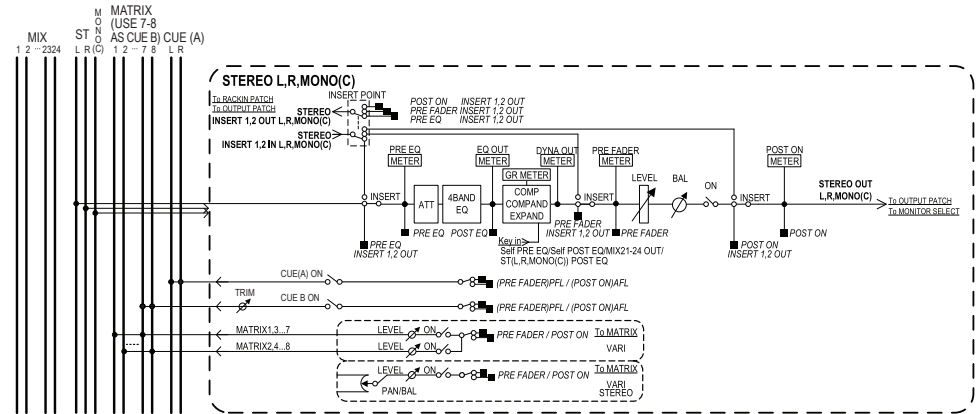 MIX
1 2 ··· 2324
ST
L R
MONO
(C)
MATRIX
(USE 7-8
AS CUE B)
1 2 ··· 7 8
CUE (A)
L R
STEREO L,R,MONO(C)
To RACKIN PATCH
To OUTPUT PATCH
INSERT POINT
STEREO
INSERT 1,2 OUT L,R,MONO(C)
STEREO
INSERT 1,2 IN L,R,MONO(C)
POST ON INSERT 1,2 OUT
PRE FADER INSERT 1,2 OUT
PRE EQ INSERT 1,2 OUT
PRE EQ
METER
EQ OUT
METER
DYNA OUT
METER
PRE FADER
METER
POST ON
METER
GR METER
INSERT
ATT
4BAND
EQ
COMP
COMPAND
EXPAND
INSERT
LEVEL
BAL
ON
INSERT
STEREO OUT
L,R,MONO(C)
To OUTPUT PATCH
To MONITOR SELECT
PRE EQ
INSERT 1,2 OUT
PRE EQ
POST EQ
PRE FADER
INSERT 1,2 OUT
PRE FADER
POST ON
INSERT 1,2 OUT
POST ON
Key in
Self PRE EQ/Self POST EQ/MIX21-24 OUT/
ST(L,R,MONO(C)) POST EQ
CUE(A) ON
(PRE FADER)PFL / (POST ON)AFL
TRIM
CUE B ON
(PRE FADER)PFL / (POST ON)AFL
MATRIX1,3...7
LEVEL
ON
PRE FADER / POST ON
To MATRIX
VARI
MATRIX2,4...8
LEVEL
ON
LEVEL
ON
PAN/BAL
PRE FADER / POST ON
To MATRIX
VARI
STEREO